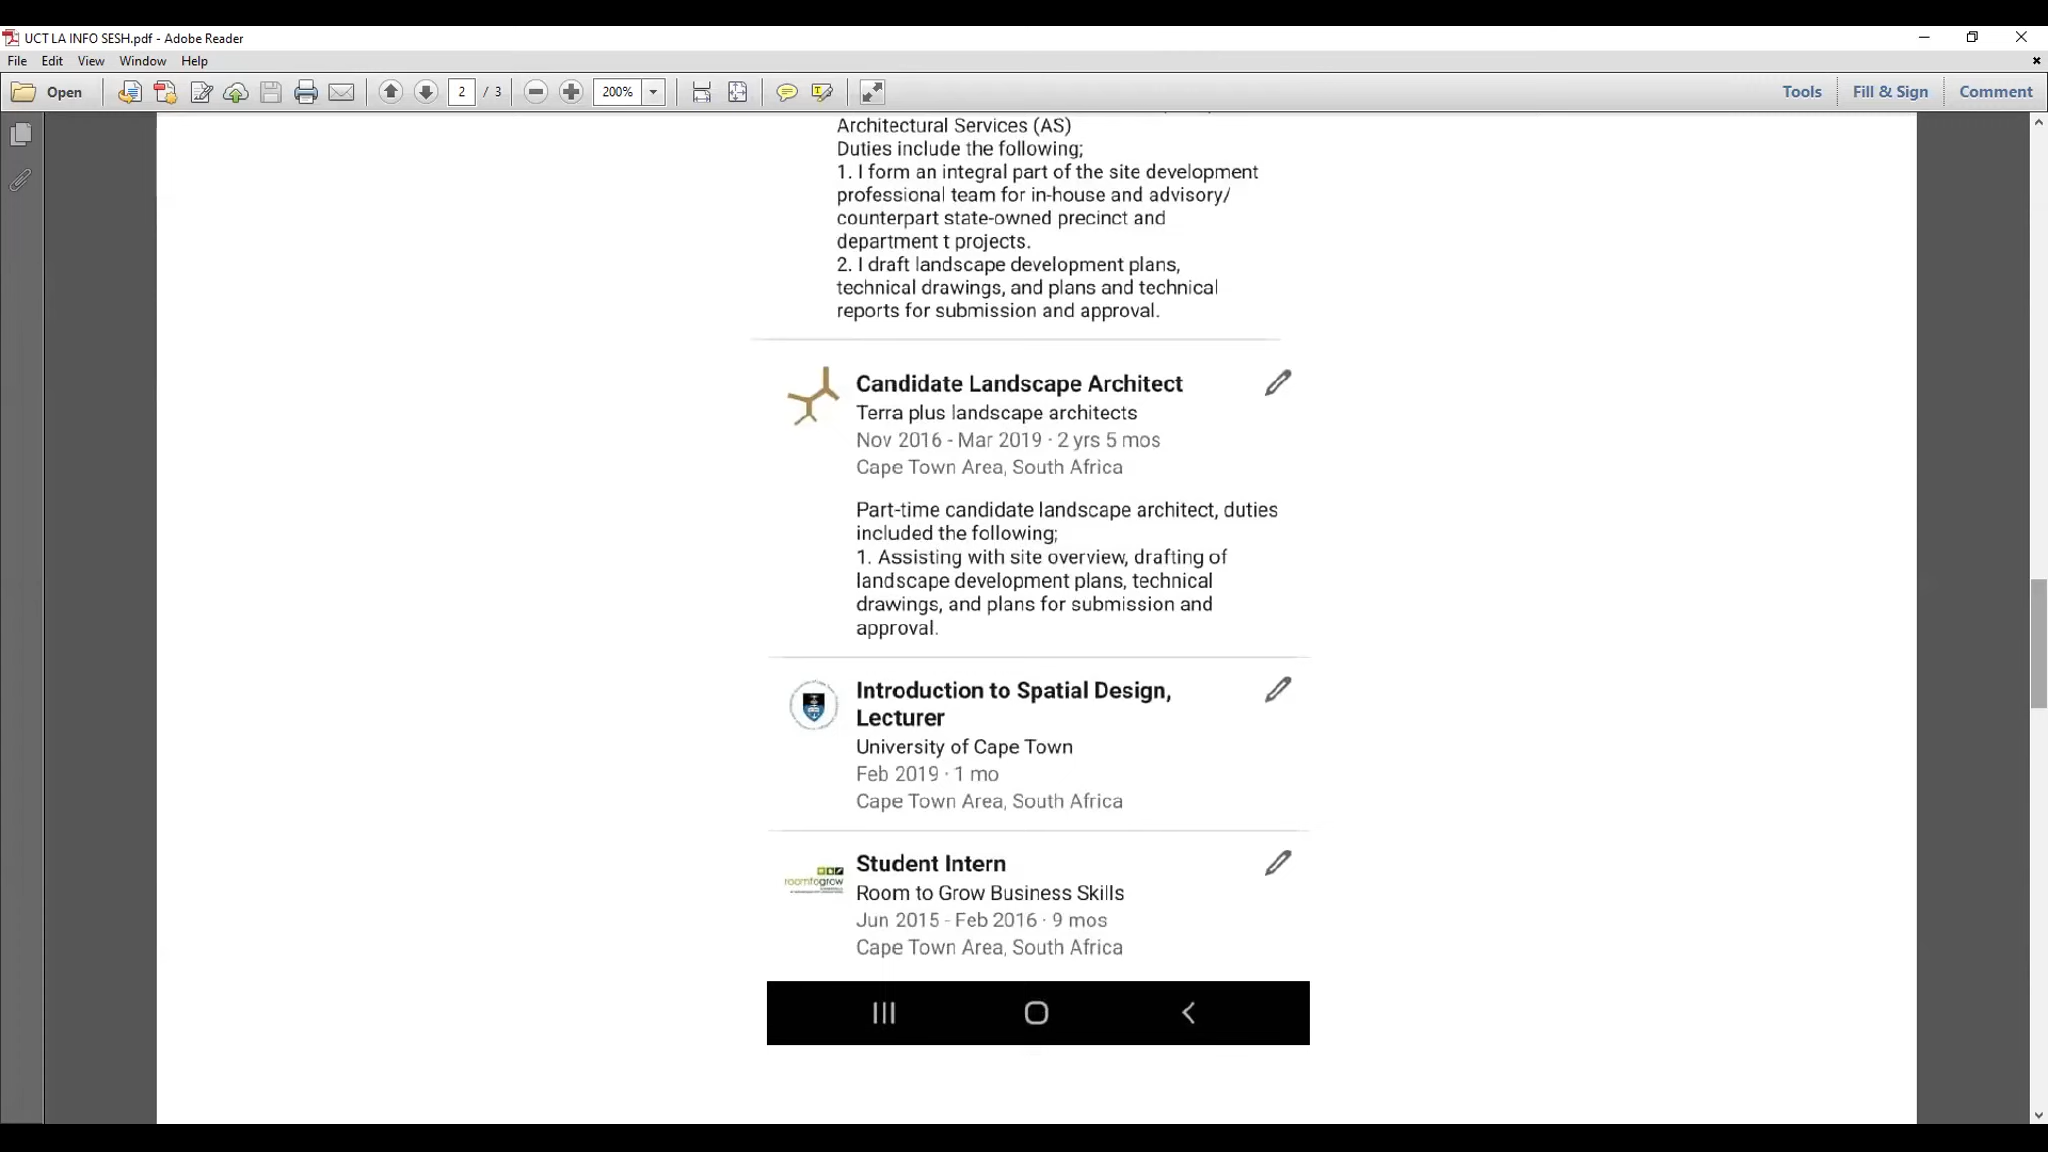 UCT LA INFO SESH.pdf - Adobe Reader
File Edit View Window Help
Open 2 / 3 200% Tools Fill & Sign Comment
Architectural Services (AS)
Duties include the following;
1. I form an integral part of the site development
professional team for in-house and advisory/
counterpart state-owned precinct and
department t projects.
2. I draft landscape development plans,
technical drawings, and plans and technical
reports for submission and approval.
Candidate Landscape Architect
Terra plus landscape architects
Nov 2016 - Mar 2019 · 2 yrs 5 mos
Cape Town Area, South Africa
Part-time candidate landscape architect, duties
included the following;
1. Assisting with site overview, drafting of
landscape development plans, technical
drawings, and plans for submission and
approval.
Introduction to Spatial Design,
Lecturer
University of Cape Town
Feb 2019 · 1 mo
Cape Town Area, South Africa
roomtogrow
Student Intern
Room to Grow Business Skills
Jun 2015 - Feb 2016 · 9 mos
Cape Town Area, South Africa